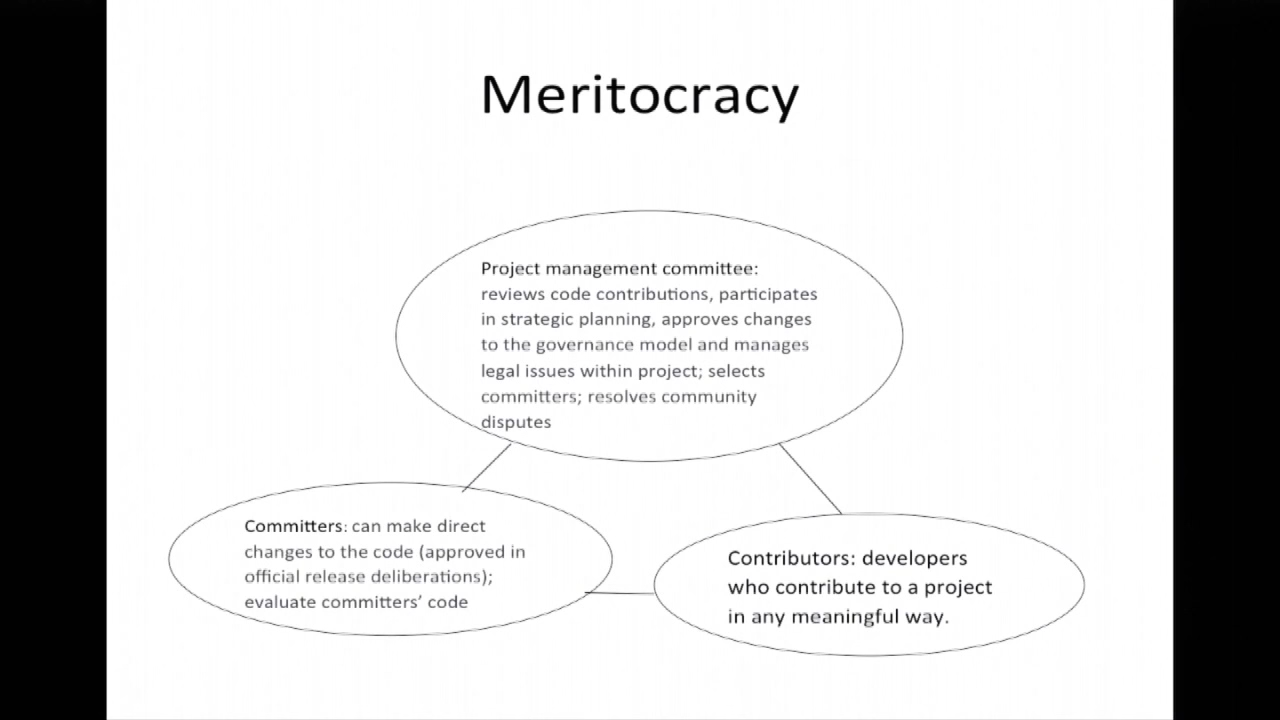 Meritocracy
Project management committee:
reviews code contributions, participates
in strategic planning, approves changes
to the governance model and manages
legal issues within project; selects
committers; resolves community
disputes
Committers: can make direct
changes to the code (approved in
official release deliberations);
evaluate committers’ code
Contributors: developers
who contribute to a project
in any meaningful way.